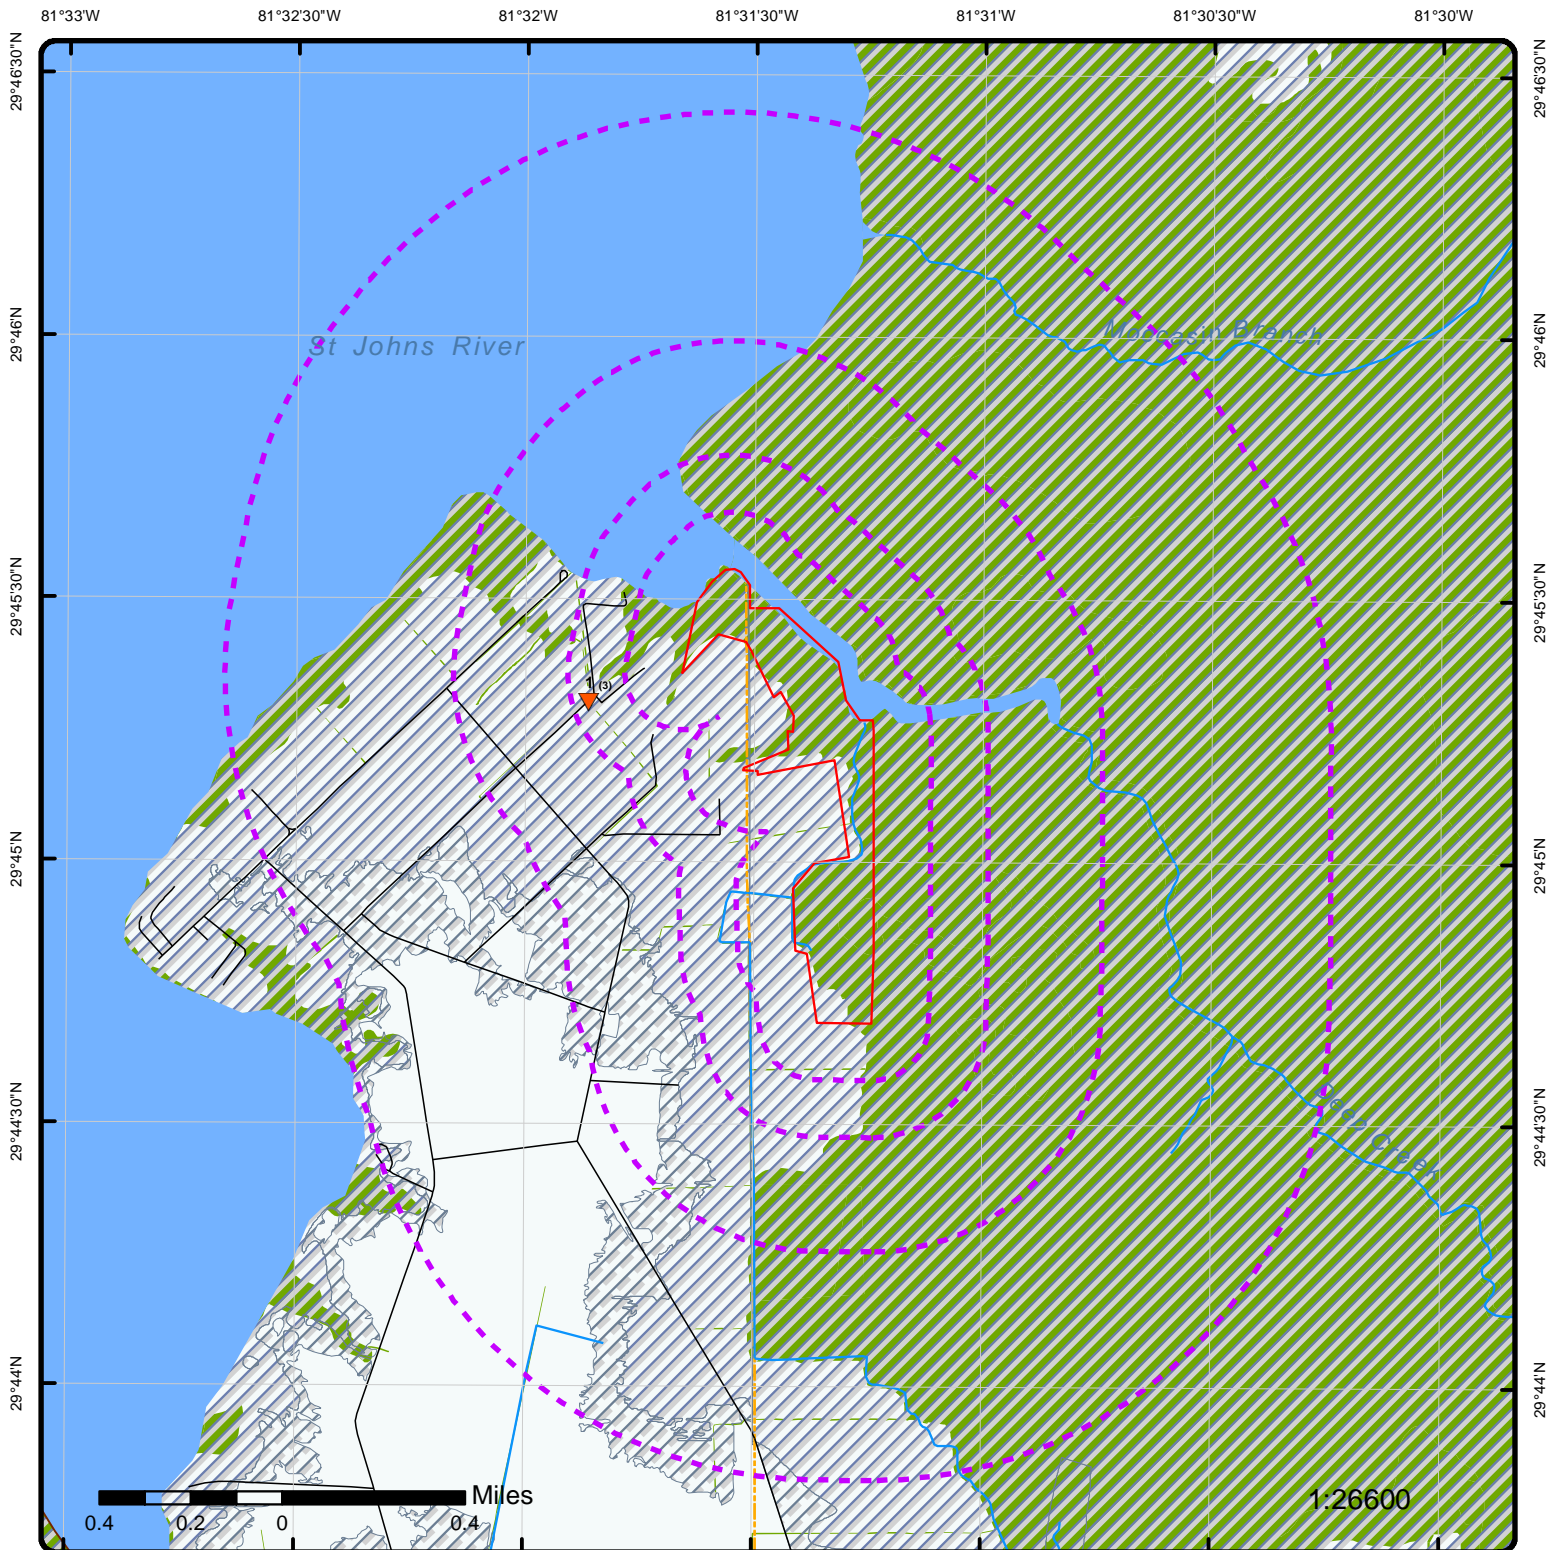 81°33'W 81°32'30"W 81°32'W 81°31'30"W 81°31'W 81°30'30"W 81°30'W
29°46'30"N 29°46'30"N
Moccasin Branch
29°46'N 29°46'N
St Johns River
29°45'30"N 29°45'30"N
1 (3)
29°45'N 29°45'N
29°44'30"N 29°44'30"N
Deep Creek
29°44'N 29°44'N
Miles
1:26600
0.4 0.2 0 0.4